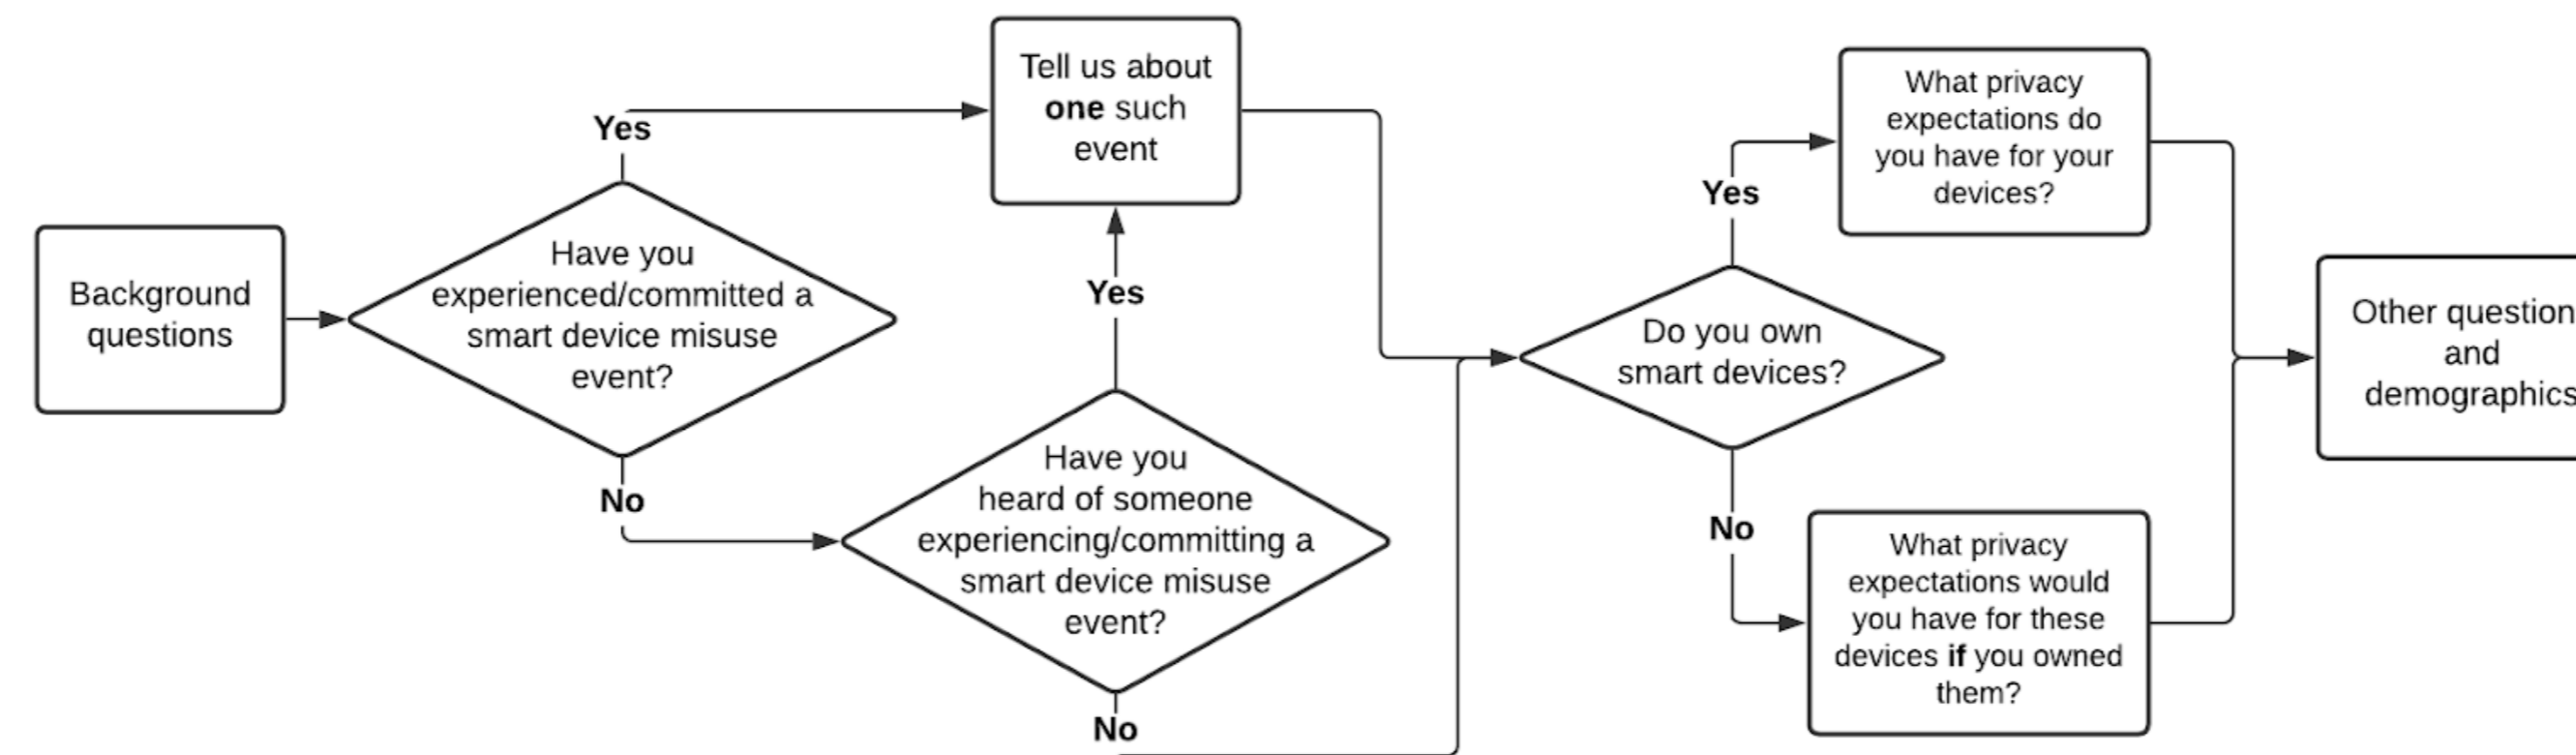 Background
questions
Yes
Have you
experienced/committed a
smart device misuse
event?
No
Tell us about
one such
event
Yes
Have you
heard of someone
experiencing/committing a
smart device misuse
event?
No
Do you own
smart devices?
Yes
What privacy
expectations do
you have for your
devices?
No
What privacy
expectations would
you have for these
devices if you owned
them?
Other question
and
demographics